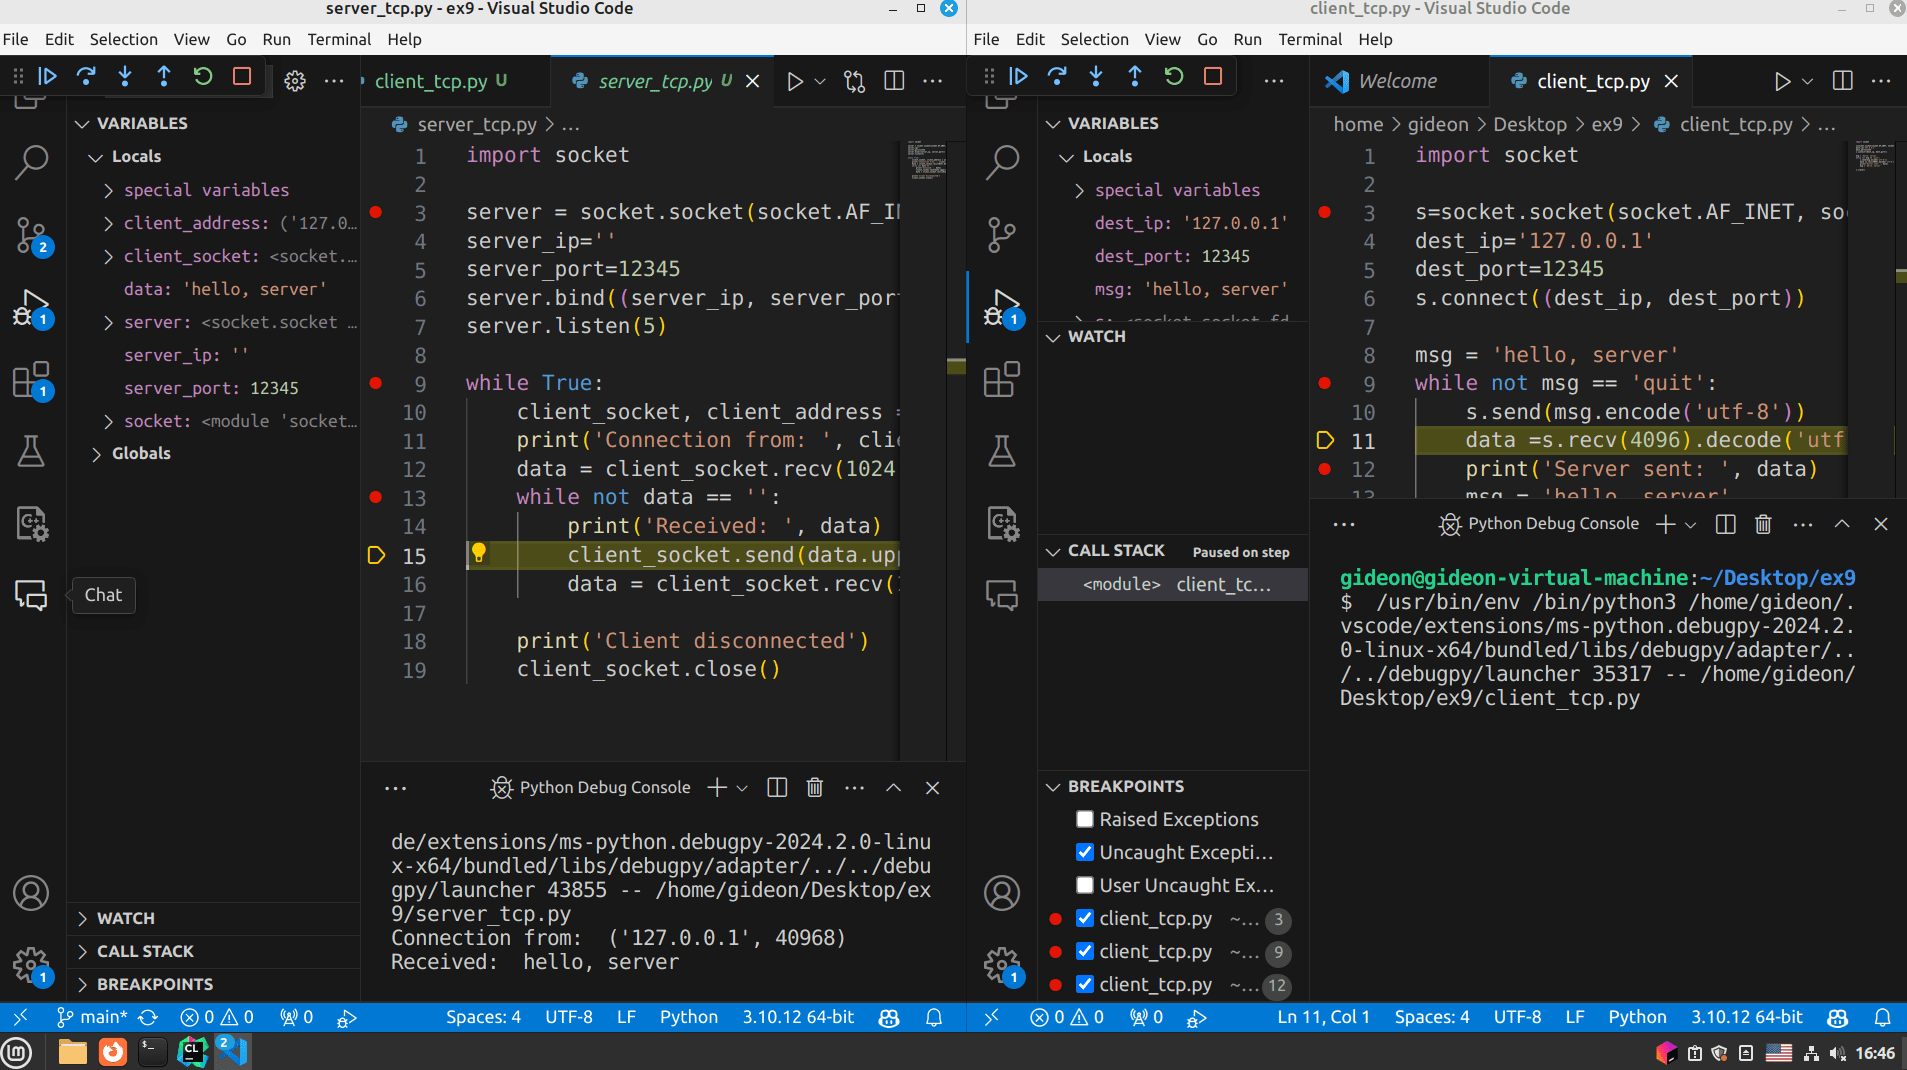 server_tcp.py - ex9 - Visual Studio Code
File Edit Selection View Go Run Terminal Help
client_tcp.py U
server_tcp.py U
VARIABLES
Locals
special variables
client_address: ('127.0…
client_socket: <socket.…
data: 'hello, server'
server: <socket.socket …
server_ip: ''
server_port: 12345
socket: <module 'socket…
Globals
2
1
1
Chat
WATCH
CALL STACK
BREAKPOINTS
1
server_tcp.py > …
1 import socket
2
3 server = socket.socket(socket.AF_IN
4 server_ip=''
5 server_port=12345
6 server.bind((server_ip, server_por
7 server.listen(5)
8
9 while True:
10 client_socket, client_address =
11 print('Connection from: ', clie
12 data = client_socket.recv(1024
13 while not data == '':
14 print('Received: ', data)
15 client_socket.send(data.upp
16 data = client_socket.recv(
17
18 print('Client disconnected')
19 client_socket.close()
Python Debug Console
de/extensions/ms-python.debugpy-2024.2.0-linu
x-x64/bundled/libs/debugpy/adapter/../../debu
gpy/launcher 43855 -- /home/gideon/Desktop/ex
9/server_tcp.py
Connection from:  ('127.0.0.1', 40968)
Received:  hello, server
main* 0 0 0 Spaces: 4 UTF-8 LF Python 3.10.12 64-bit
client_tcp.py - Visual Studio Code
File Edit Selection View Go Run Terminal Help
Welcome
client_tcp.py
VARIABLES
Locals
special variables
dest_ip: '127.0.0.1'
dest_port: 12345
msg: 'hello, server'
s: <socket.socket fd
WATCH
CALL STACK Paused on step
<module> client_tc…
BREAKPOINTS
Raised Exceptions
Uncaught Excepti…
User Uncaught Ex…
client_tcp.py ~… 3
client_tcp.py ~… 9
client_tcp.py ~… 12
1
1
home > gideon > Desktop > ex9 > client_tcp.py > …
1 import socket
2
3 s=socket.socket(socket.AF_INET, so
4 dest_ip='127.0.0.1'
5 dest_port=12345
6 s.connect((dest_ip, dest_port))
7
8 msg = 'hello, server'
9 while not msg == 'quit':
10 s.send(msg.encode('utf-8'))
11 data =s.recv(4096).decode('utf
12 print('Server sent: ', data)
13 msg = 'hello, server'
Python Debug Console
gideon@gideon-virtual-machine:~/Desktop/ex9
$  /usr/bin/env /bin/python3 /home/gideon/.
vscode/extensions/ms-python.debugpy-2024.2.
0-linux-x64/bundled/libs/debugpy/adapter/..
/../debugpy/launcher 35317 -- /home/gideon/
Desktop/ex9/client_tcp.py
0 0 0 Ln 11, Col 1 Spaces: 4 UTF-8 LF Python 3.10.12 64-bit
CL
2
16:46